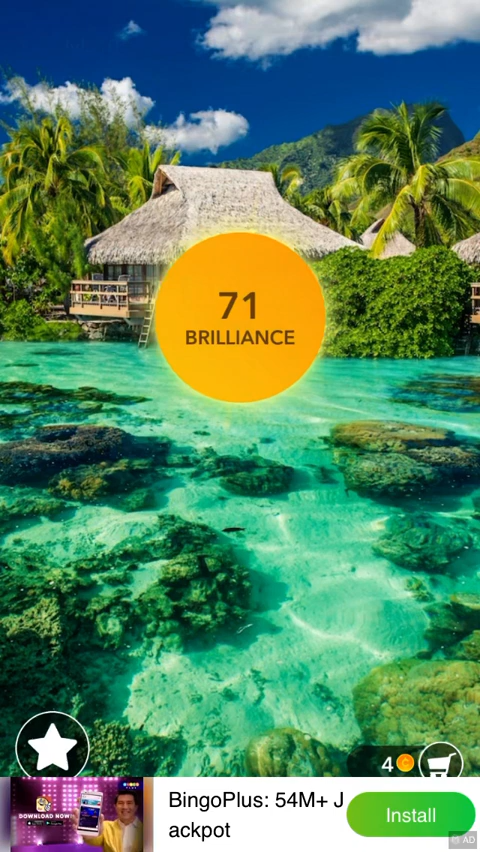 71
BRILLIANCE
4
DOWNLOAD NOW!
BingoPlus: 54M+ J
ackpot
Install
AD